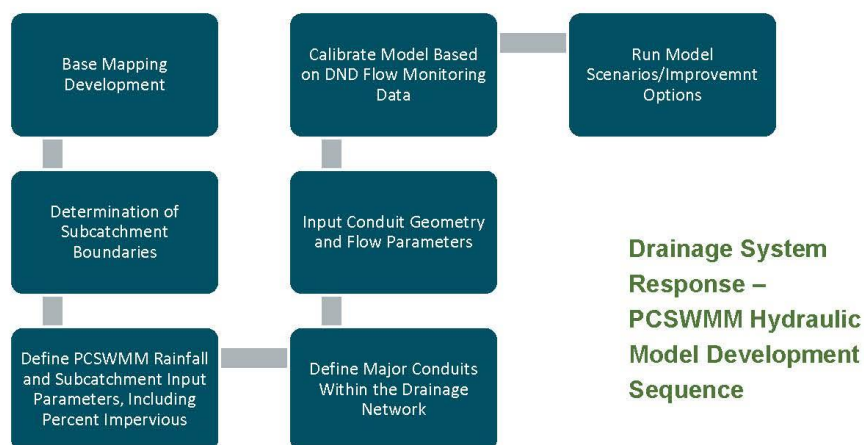 Base Mapping
Development
Determination of
Subcatchment
Boundaries
Define PCSWMM Rainfall
and Subcatchment Input
Parameters, Including
Percent Impervious
Define Major Conduits
Within the Drainage
Network
Input Conduit Geometry
and Flow Parameters
Calibrate Model Based
on DND Flow Monitoring
Data
Run Model
Scenarios/Improvemnt
Options
Drainage System
Response –
PCSWMM Hydraulic
Model Development
Sequence